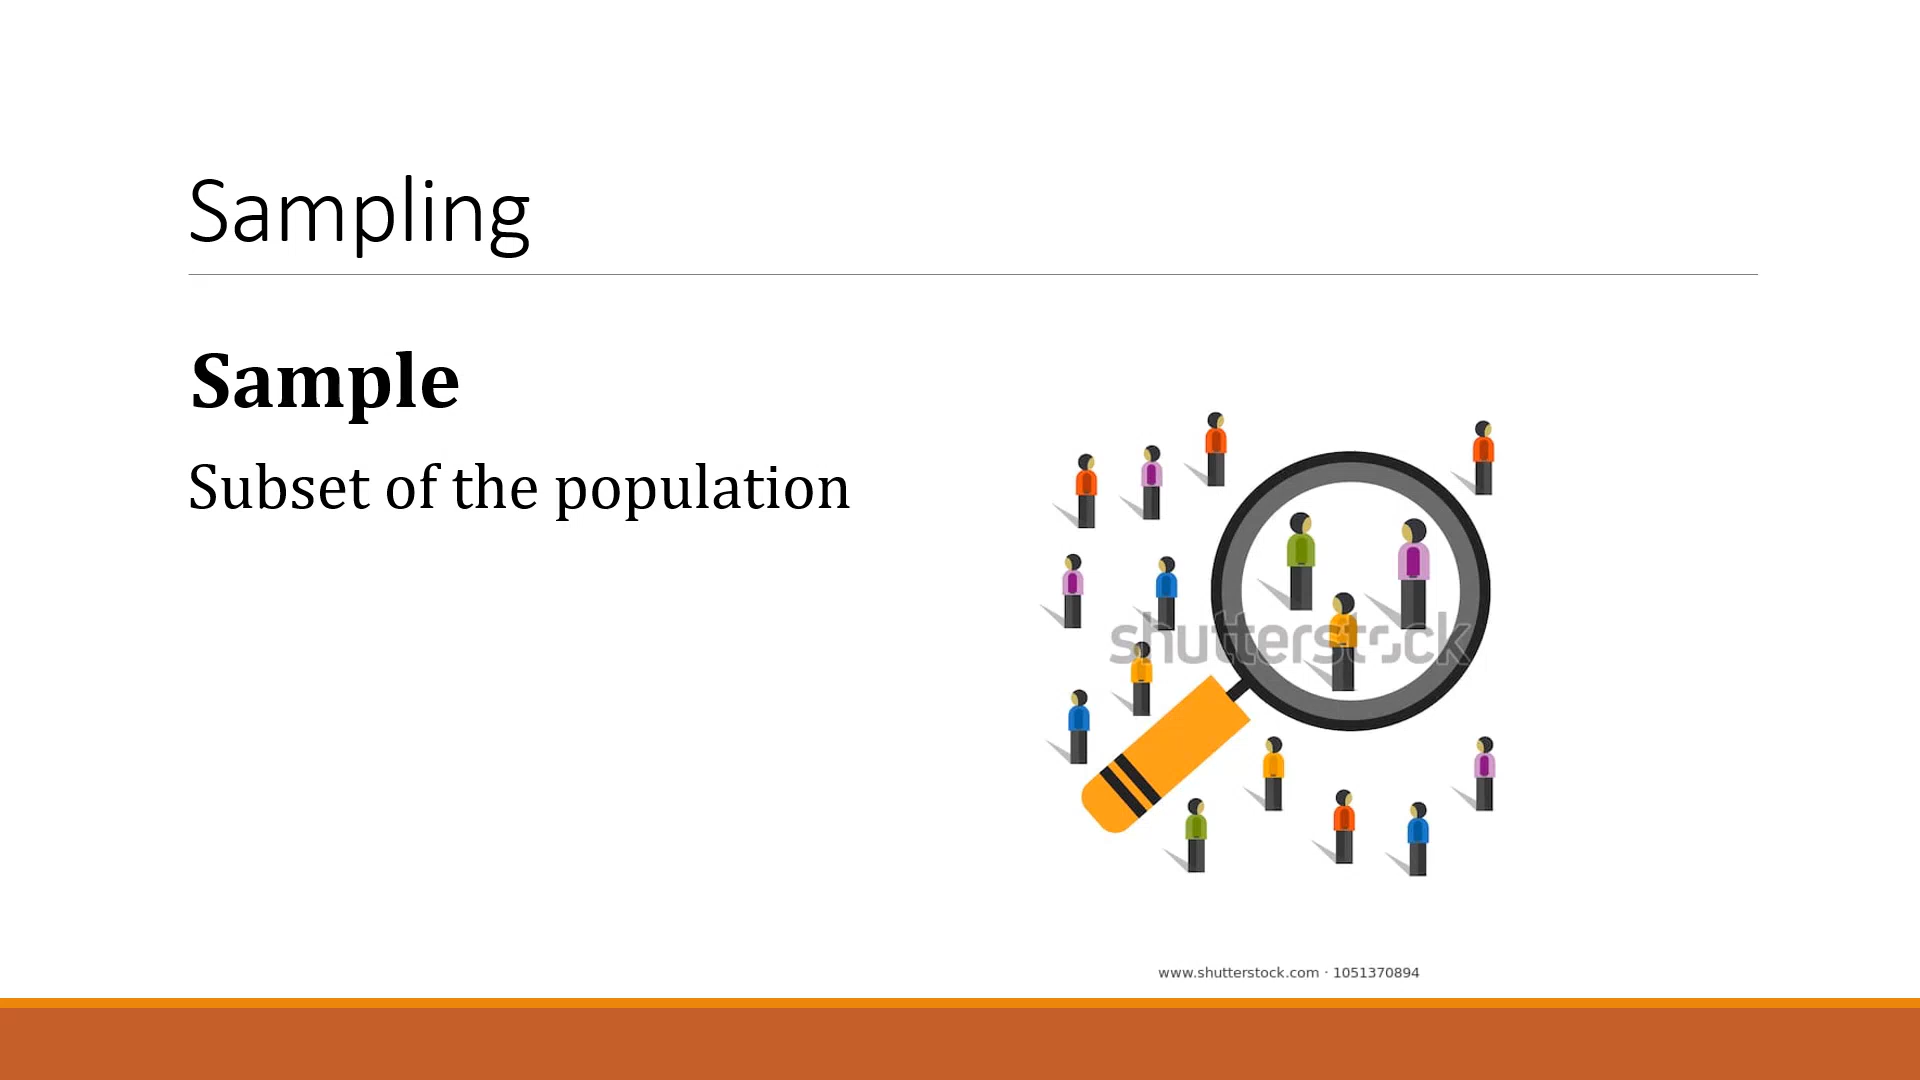 Sampling
Sample
Subset of the population
shutterstock
www.shutterstock.com · 1051370894